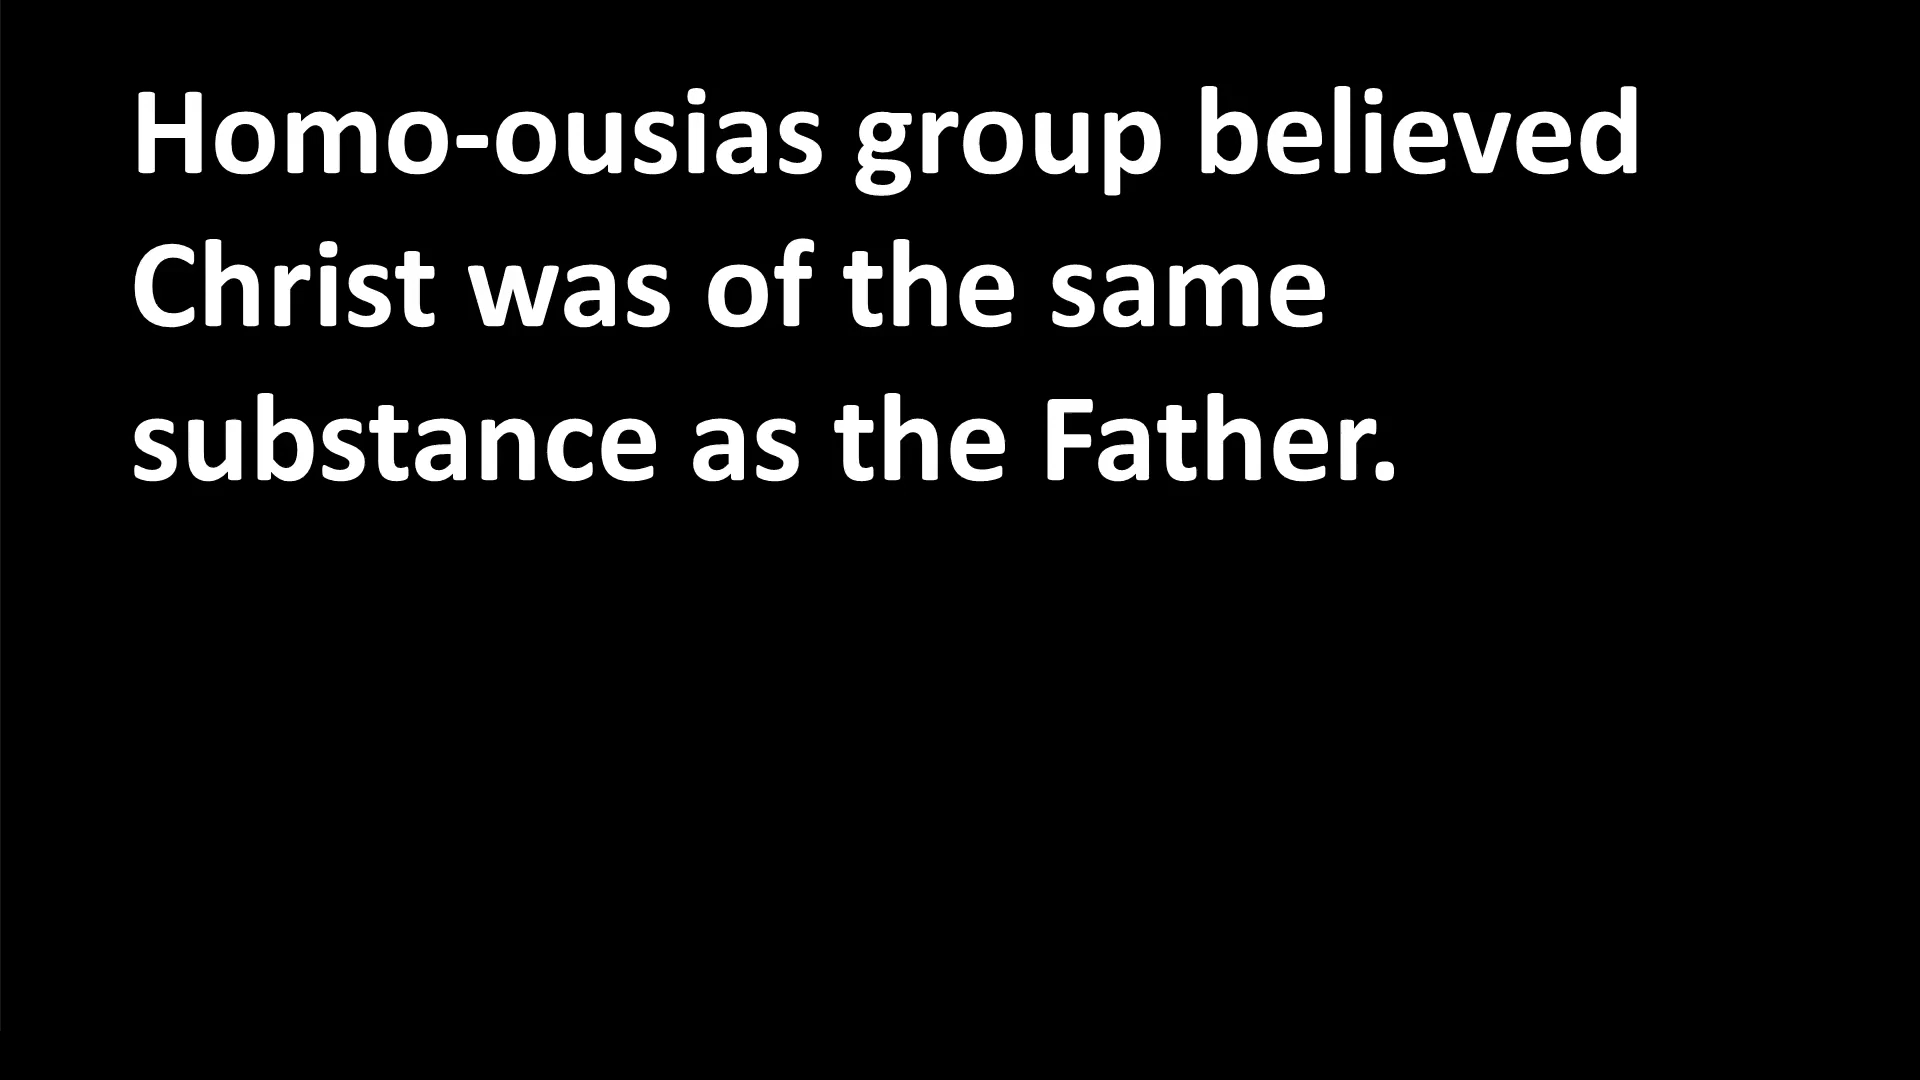 Homo-ousias group believed
Christ was of the same
substance as the Father.